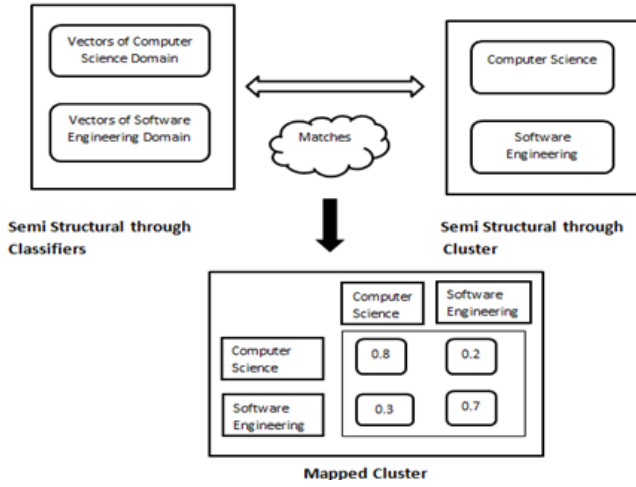 Vectors of Computer
Science Domain
Vectors of Software
Engineering Domain
Computer Science
Software
Engineering
Matches
Semi Structural through
Classifiers
Semi Structural through
Cluster
Computer
Science
Software
Engineering
Computer
Science
0.8
0.2
Software
Engineering
0.3
0.7
Mapped Cluster